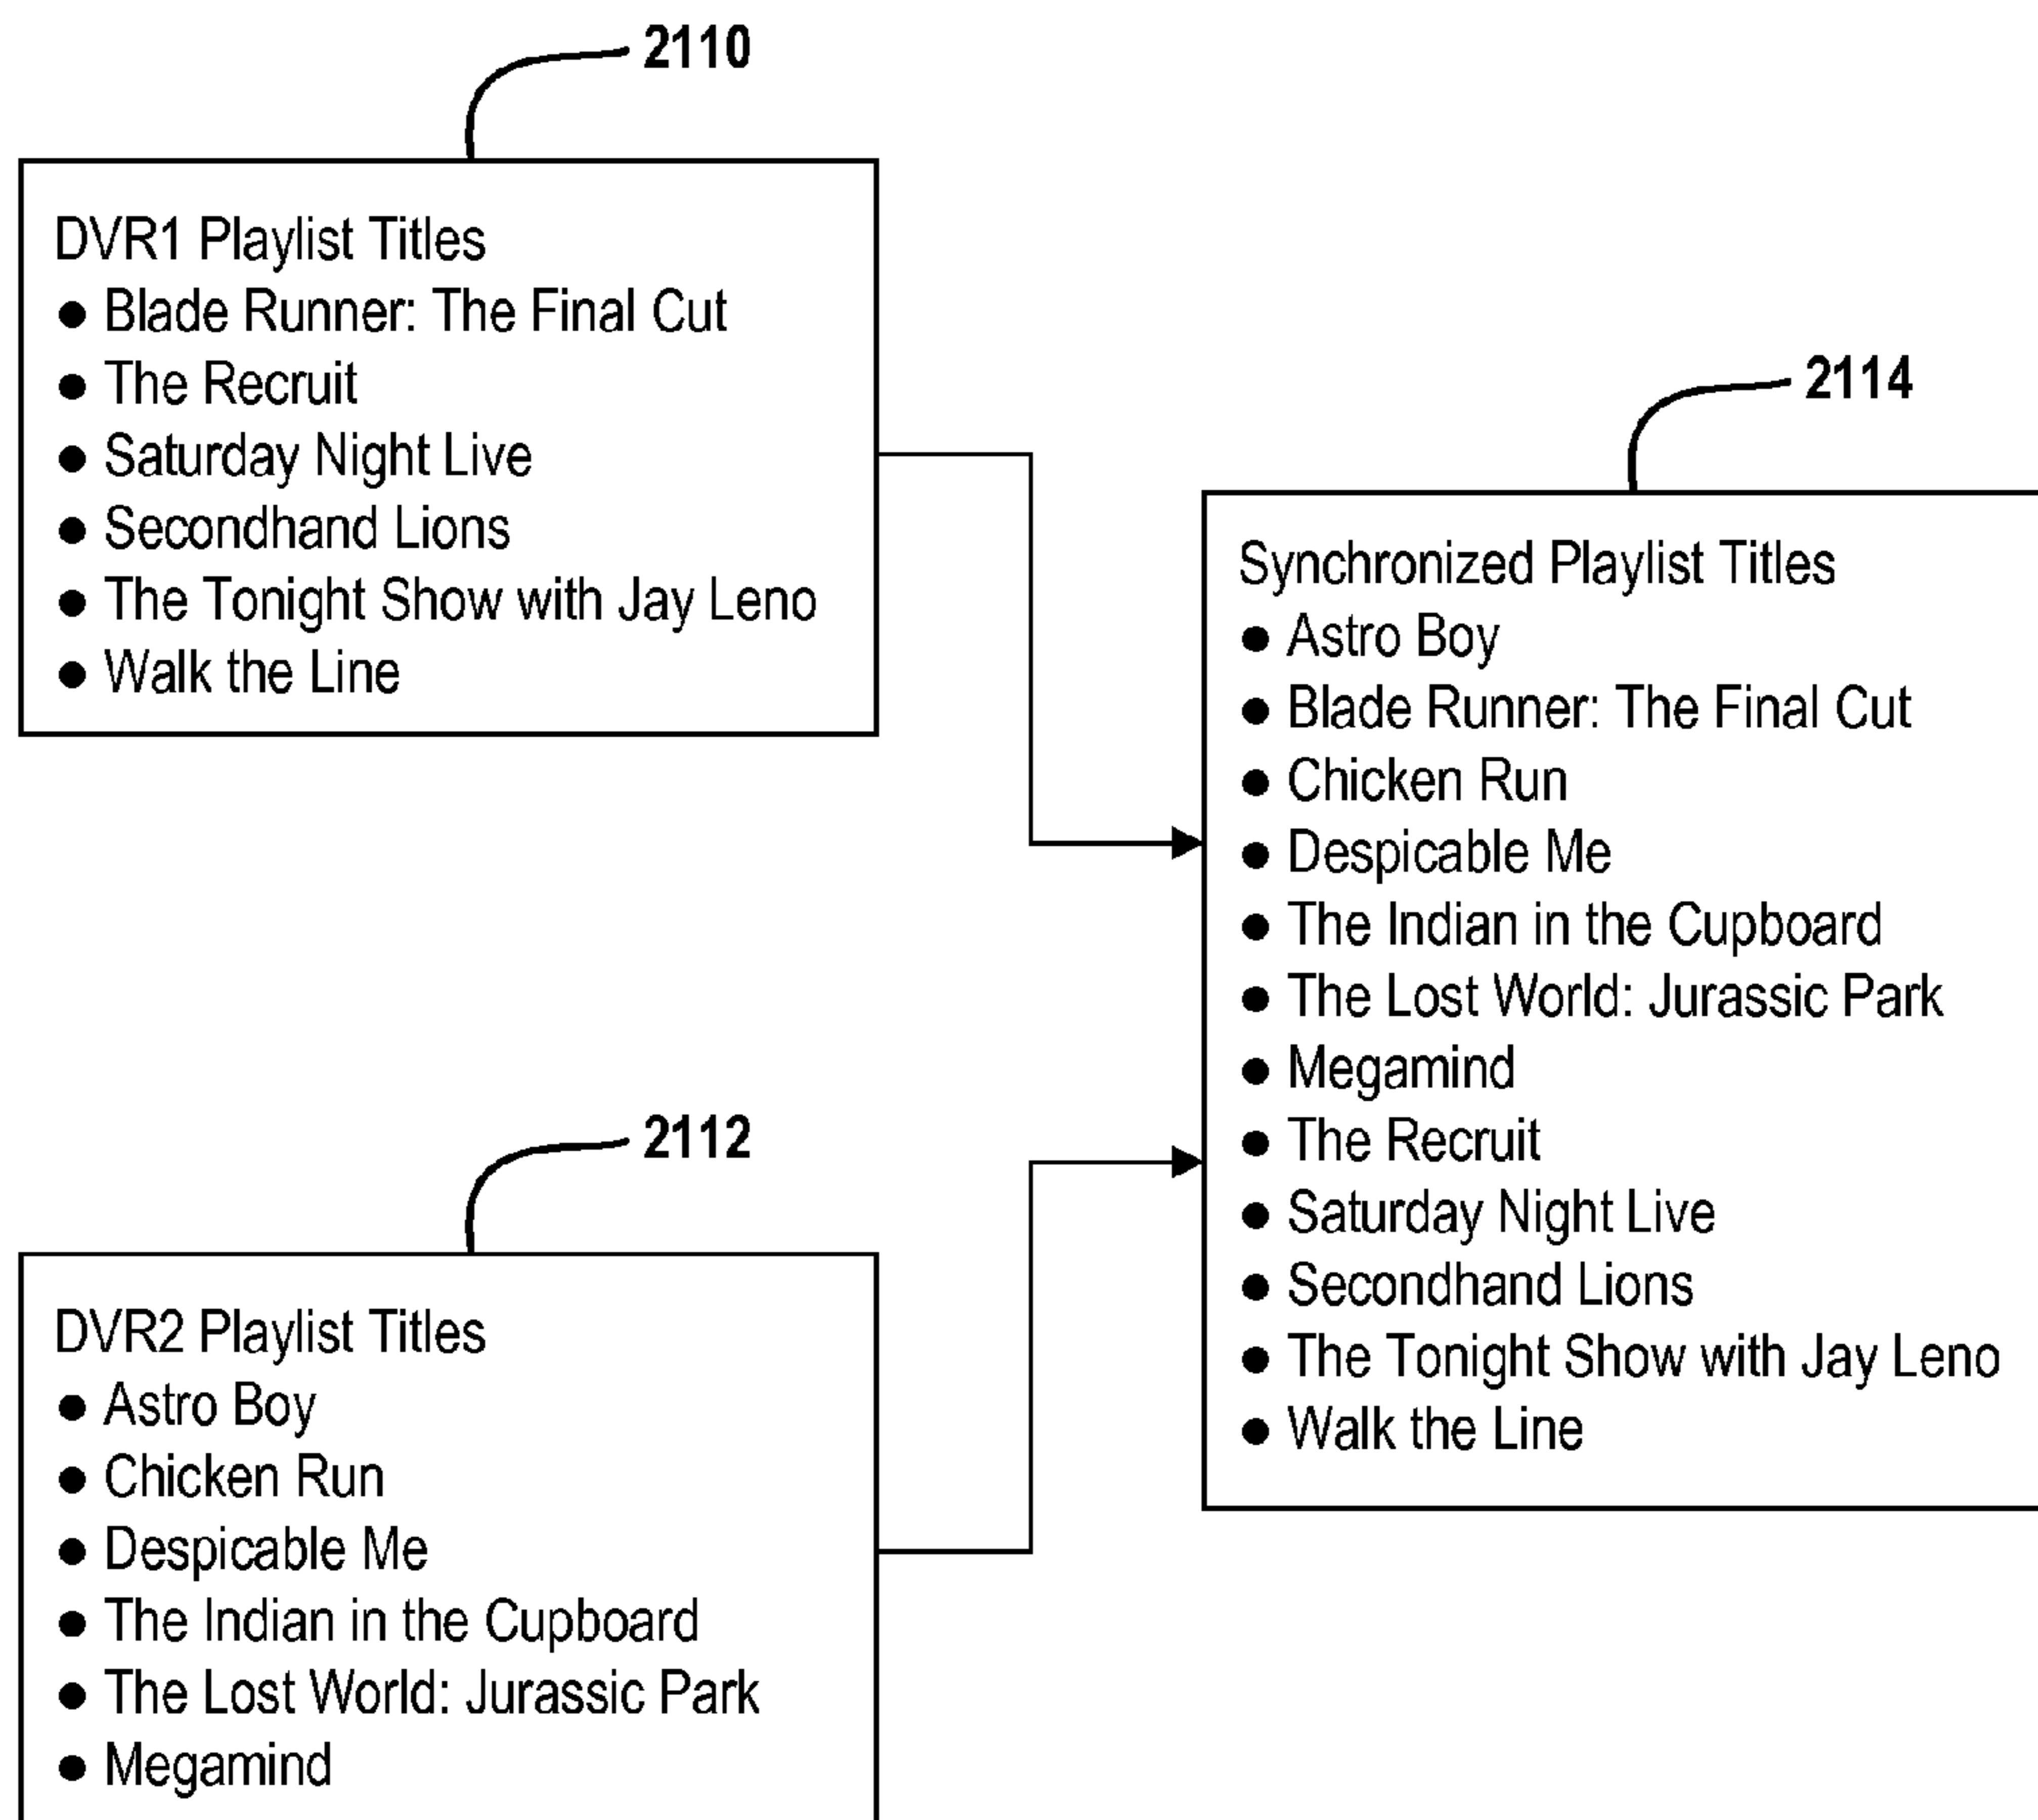 2110
DVR1 Playlist Titles
● Blade Runner: The Final Cut
● The Recruit
● Saturday Night Live
● Secondhand Lions
● The Tonight Show with Jay Leno
● Walk the Line
2112
DVR2 Playlist Titles
● Astro Boy
● Chicken Run
● Despicable Me
● The Indian in the Cupboard
● The Lost World: Jurassic Park
● Megamind
2114
Synchronized Playlist Titles
● Astro Boy
● Blade Runner: The Final Cut
● Chicken Run
● Despicable Me
● The Indian in the Cupboard
● The Lost World: Jurassic Park
● Megamind
● The Recruit
● Saturday Night Live
● Secondhand Lions
● The Tonight Show with Jay Leno
● Walk the Line